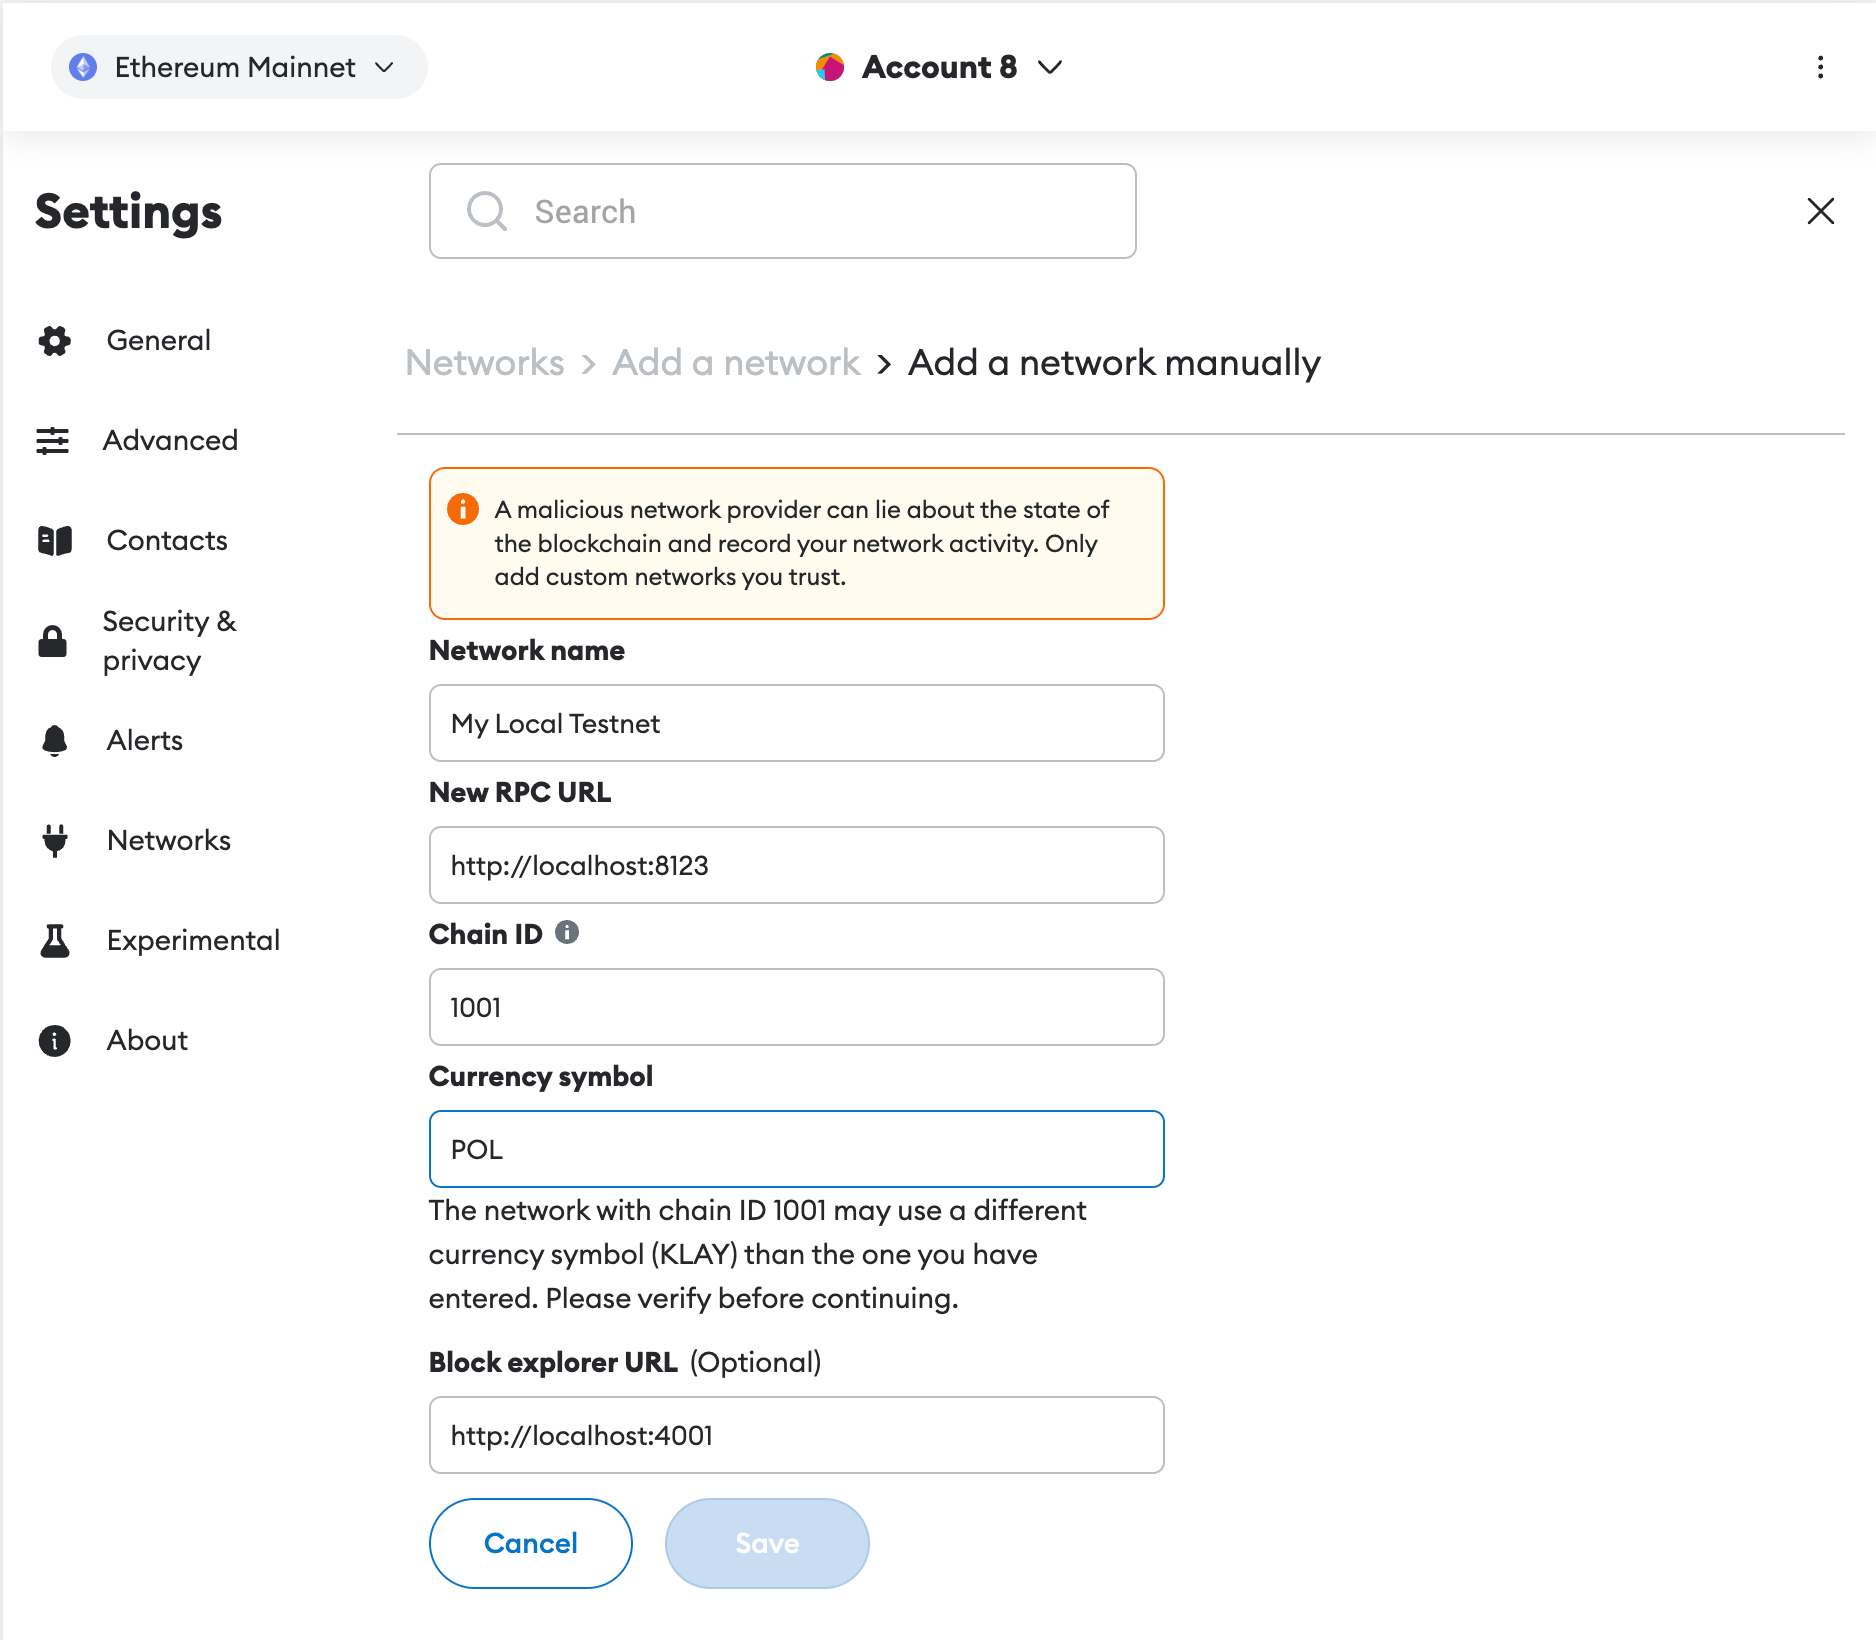 Ethereum Mainnet
Account 8
Settings
Search
General
Advanced
Contacts
Security &
privacy
Alerts
Networks
Experimental
About
Networks > Add a network > Add a network manually
A malicious network provider can lie about the state of
the blockchain and record your network activity. Only
add custom networks you trust.
Network name
My Local Testnet
New RPC URL
http://localhost:8123
Chain ID
1001
Currency symbol
POL
The network with chain ID 1001 may use a different
currency symbol (KLAY) than the one you have
entered. Please verify before continuing.
Block explorer URL (Optional)
http://localhost:4001
Cancel
Save